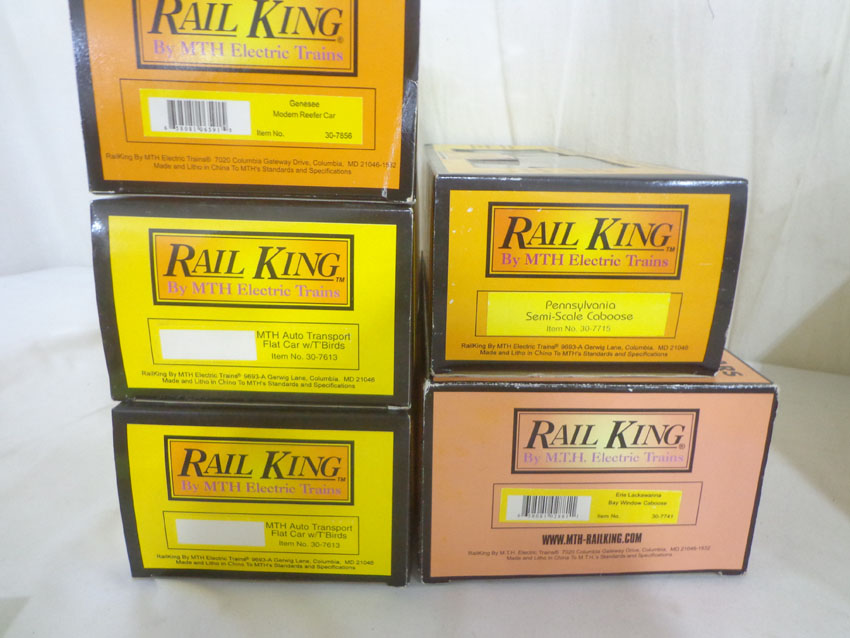 RAIL KING®
By MTH Electric Trains
Genesee
Modern Reefer Car
Item No. 30-7856
RailKing By MTH Electric Trains® 7020 Columbia Gateway Drive, Columbia, MD 21046-1532
Made and Litho in China To MTH's Standards and Specifications
RAIL KING™
By MTH Electric Trains
MTH Auto Transport
Flat Car w/T'Birds
Item No. 30-7613
RailKing By MTH Electric Trains® 9693-A Gerwig Lane, Columbia, MD 21046
Made and Litho in China To MTH's Standards and Specifications
RAIL KING™
By MTH Electric Trains
MTH Auto Transport
Flat Car w/T'Birds
Item No. 30-7613
RailKing By MTH Electric Trains® 9693-A Gerwig Lane, Columbia, MD 21046
Made and Litho in China To MTH's Standards and Specifications
RAIL KING™
By MTH Electric Trains
Pennsylvania
Semi-Scale Caboose
Item No. 30-7715
RailKing By MTH Electric Trains® 9693-A Gerwig Lane, Columbia, MD 21046
Made and Litho in China To MTH's Standards and Specifications
RAIL KING®
By M.T.H. Electric Trains
Erie Lackawanna
Bay Window Caboose
Item No. 30-7741
WWW.MTH-RAILKING.COM
RailKing By M.T.H. Electric Trains® 7020 Columbia Gateway Drive, Columbia, MD 21046-1532
Made and Litho in China To M.T.H.'s Standards and Specifications